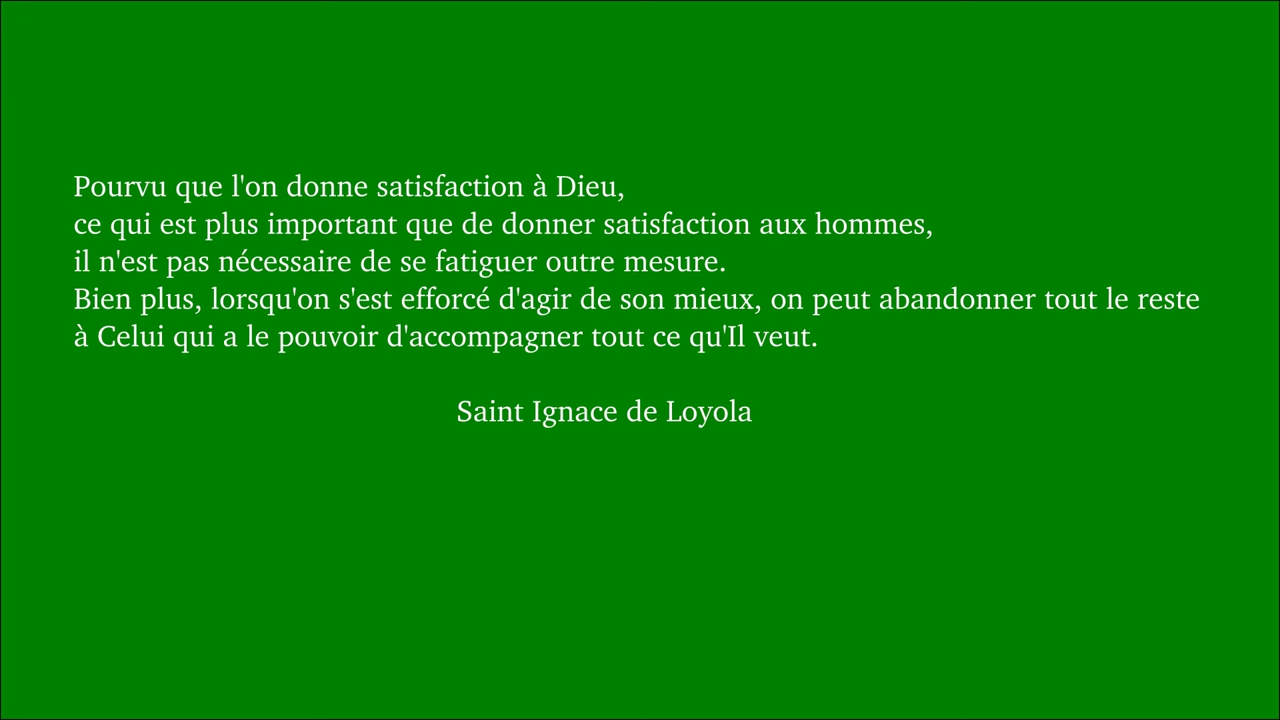 Pourvu que l'on donne satisfaction à Dieu,
ce qui est plus important que de donner satisfaction aux hommes,
il n'est pas nécessaire de se fatiguer outre mesure.
Bien plus, lorsqu'on s'est efforcé d'agir de son mieux, on peut abandonner tout le reste
à Celui qui a le pouvoir d'accompagner tout ce qu'Il veut.
Saint Ignace de Loyola